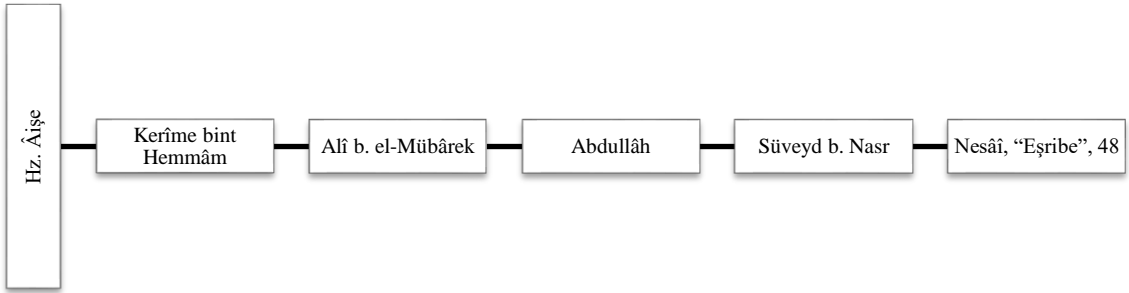 Hz. Âişe
Kerîme bint
Hemmâm
Alî b. el-Mübârek
Abdullâh
Süveyd b. Nasr
Nesâî, “Eşribe”, 48